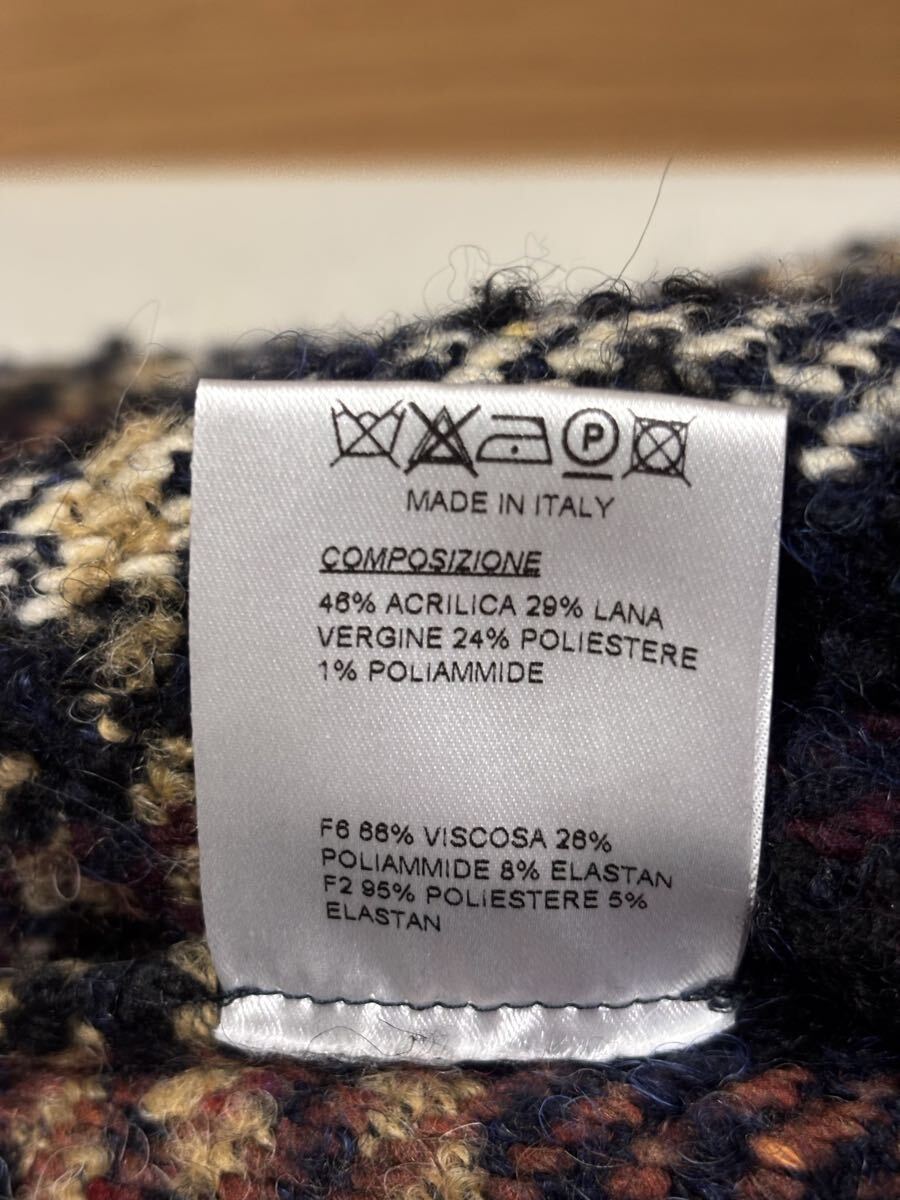 P
MADE IN ITALY
COMPOSIZIONE
46% ACRILICA 29% LANA
VERGINE 24% POLIESTERE
1% POLIAMMIDE
F6 66% VISCOSA 26%
POLIAMMIDE 8% ELASTAN
F2 95% POLIESTERE 5%
ELASTAN